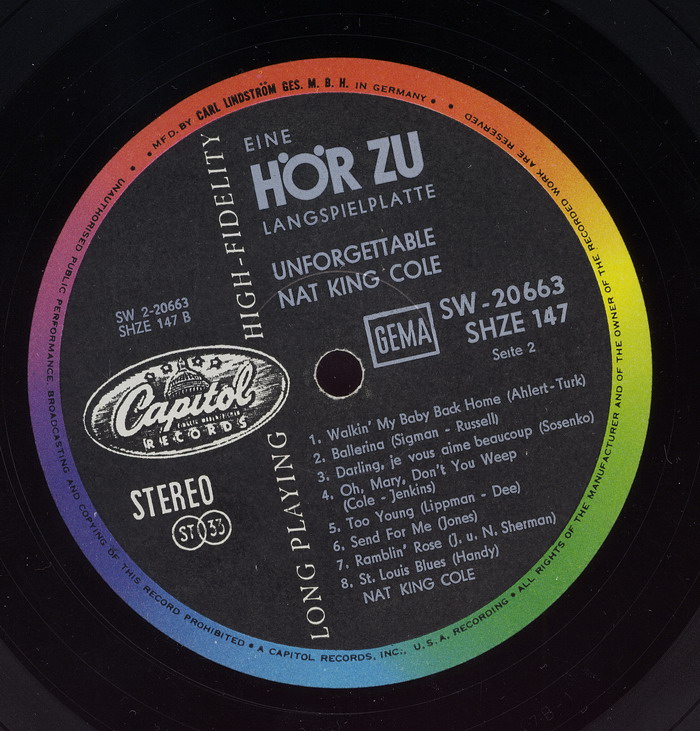 • MFD. BY CARL LINDSTRÖM GES. M. B. H. IN GERMANY •
• ALL RIGHTS OF THE MANUFACTURER AND OF THE OWNER OF THE RECORDED WORK ARE RESERVED •
UNAUTHORISED PUBLIC PERFORMANCE, BROADCASTING AND COPYING OF THIS RECORD PROHIBITED • A CAPITOL RECORDS, INC., U.S.A. RECORDING
EINE
HÖR ZU
LANGSPIELPLATTE
UNFORGETTABLE
NAT KING COLE
LONG PLAYING HIGH-FIDELITY
SW 2-20663
SHZE 147 B
GEMA
SW-20663
SHZE 147
Seite 2
Capitol
RECORDS
STEREO
ST 33
1. Walkin' My Baby Back Home (Ahlert-Turk)
2. Ballerina (Sigman - Russell)
3. Darling, je vous aime beaucoup (Sosenko)
4. Oh, Mary, Don't You Weep
(Cole - Jenkins)
5. Too Young (Lippman - Dee)
6. Send For Me (Jones)
7. Ramblin' Rose (J. u. N. Sherman)
8. St. Louis Blues (Handy)
NAT KING COLE